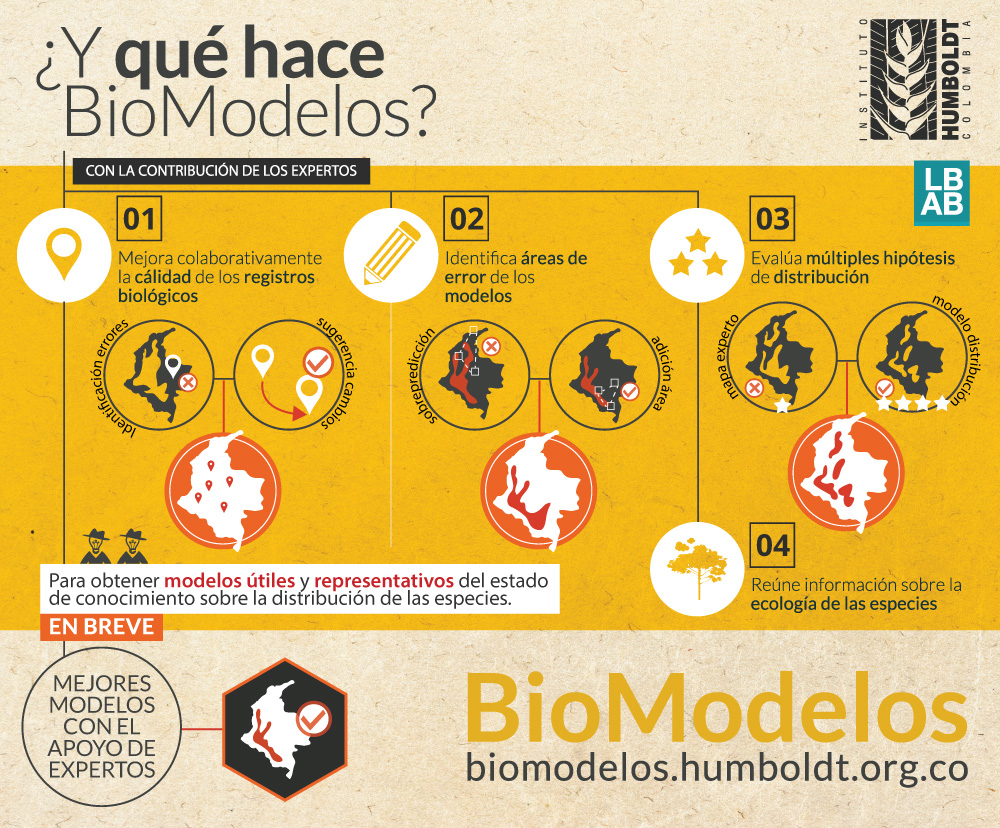 ¿Y qué hace
BioModelos?
INSTITUTO
HUMBOLDT
COLOMBIA
CON LA CONTRIBUCIÓN DE LOS EXPERTOS
LB
AB
01
Mejora colaborativamente
la cálidad de los registros
biológicos
Identificacion errores
sugerencia cambios
02
Identifica áreas de
error de los
modelos
sobrepredicción
adición área
03
Evalúa múltiples hipótesis
de distribución
mapa experto
modelo distribución
04
Reúne información sobre la
ecología de las especies
Para obtener modelos útiles y representativos del estado
de conocimiento sobre la distribución de las especies.
EN BREVE
MEJORES
MODELOS
CON EL
APOYO DE
EXPERTOS
BioModelos
biomodelos.humboldt.org.co